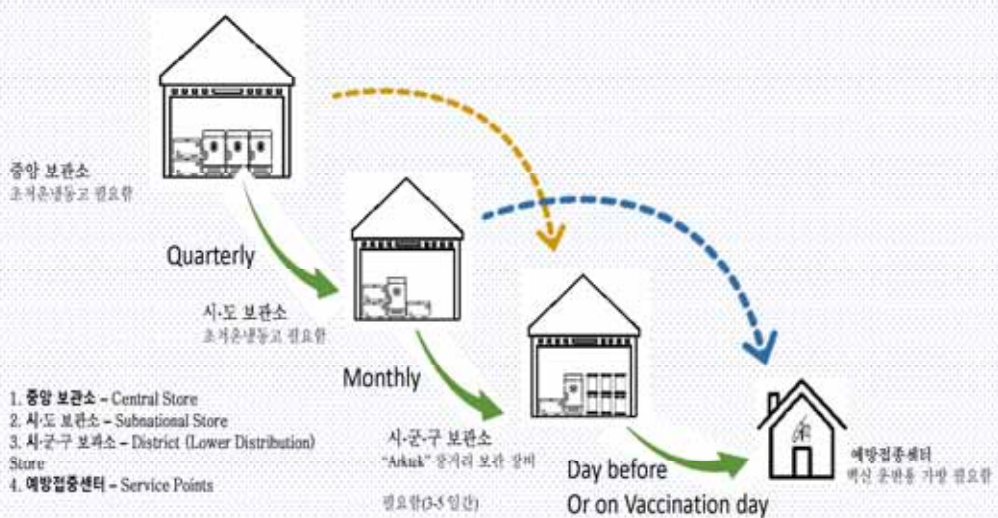 중앙 보관소
초저온냉동고 필요함
Quarterly
시·도 보관소
초저온냉동고 필요함
Monthly
시·군·구 보관소
"Arktek" 장거리 보관 장비
필요함(3-5 일간)
Day before
Or on Vaccination day
예방접종센터
백신 운반용 가방 필요함
1. 중앙 보관소 – Central Store
2. 시·도 보관소 – Subnational Store
3. 시·군·구 보과소 – District (Lower Distribution)
Store
4. 예방접종센터 – Service Points